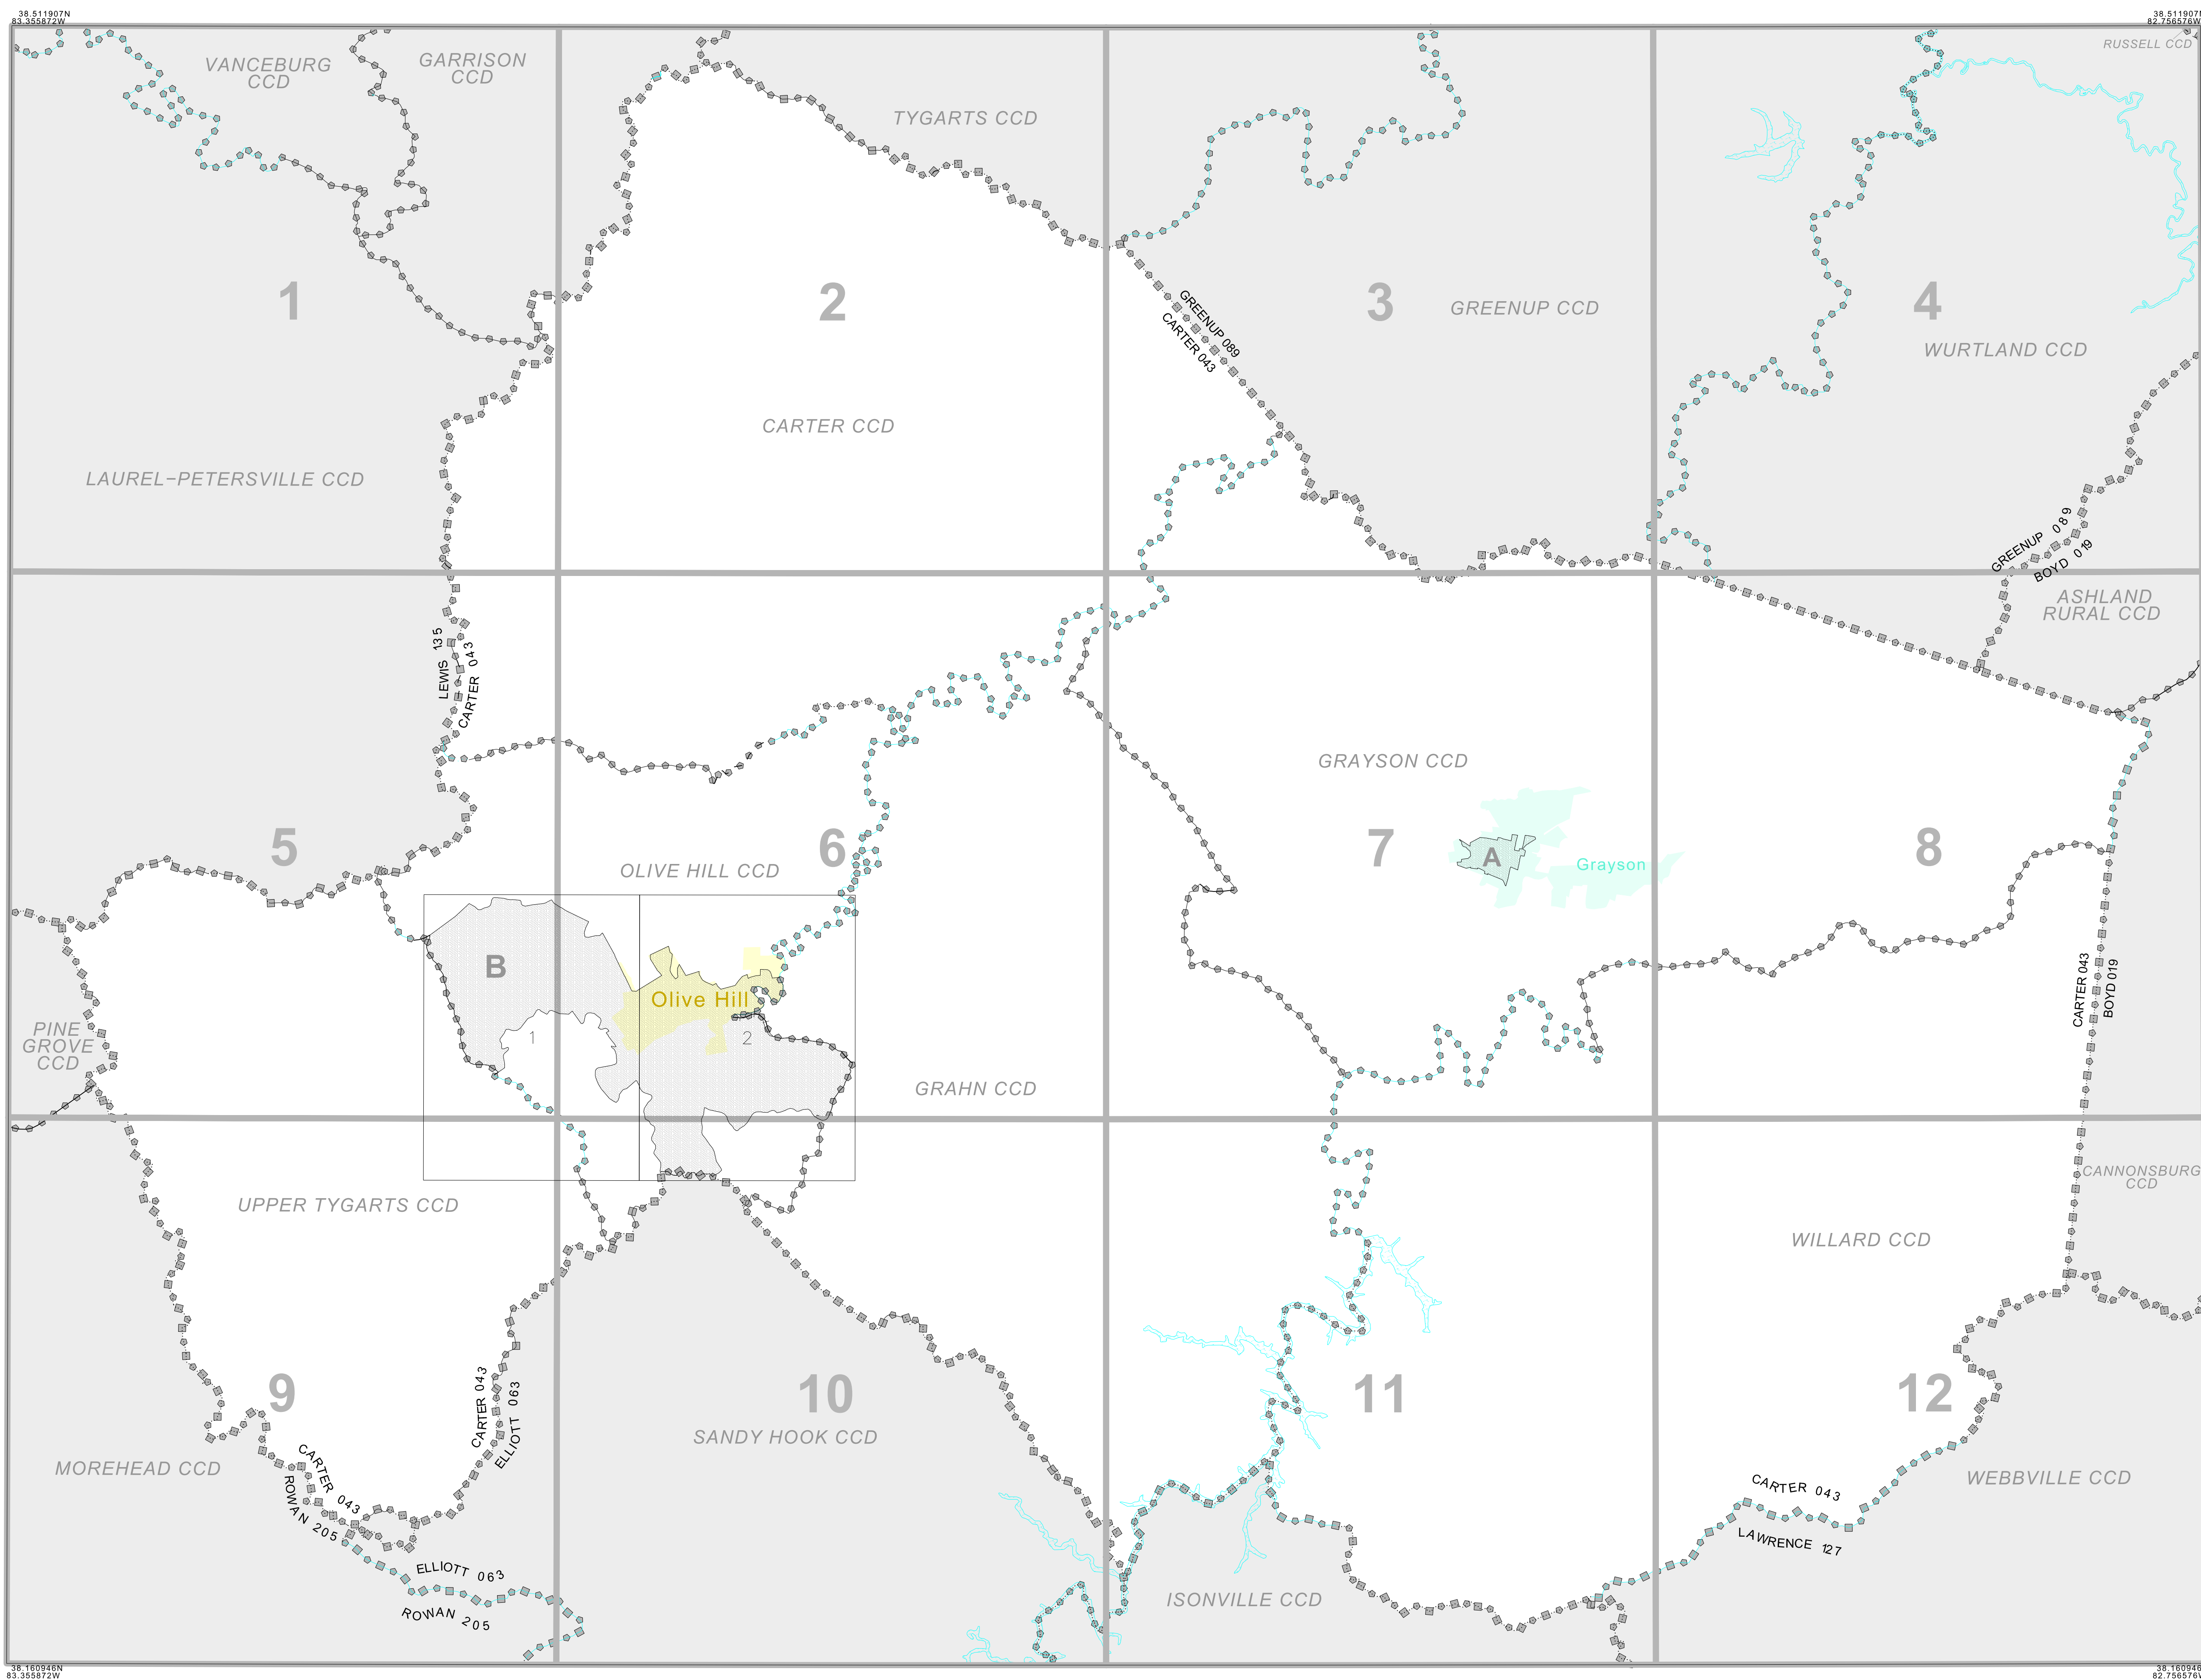 38.511907N
83.355872W
38.511907N
82.756576W
VANCEBURG
CCD
GARRISON
CCD
TYGARTS CCD
RUSSELL CCD
1
2
3
4
GREENUP CCD
GREENUP 089
CARTER 043
WURTLAND CCD
CARTER CCD
LAUREL-PETERSVILLE CCD
GREENUP 089
BOYD 019
ASHLAND
RURAL CCD
LEWIS 135
CARTER 043
GRAYSON CCD
5
6
7
8
A
Grayson
OLIVE HILL CCD
B
Olive Hill
1
2
PINE
GROVE
CCD
CARTER 043
BOYD 019
GRAHN CCD
CANNONSBURG
CCD
UPPER TYGARTS CCD
WILLARD CCD
9
10
11
12
CARTER 043
ELLIOTT 063
SANDY HOOK CCD
MOREHEAD CCD
CARTER 043
ROWAN 205
WEBBVILLE CCD
CARTER 043
LAWRENCE 127
ELLIOTT 063
ROWAN 205
ISONVILLE CCD
38.160946N
83.355872W
38.160946
82.756576W